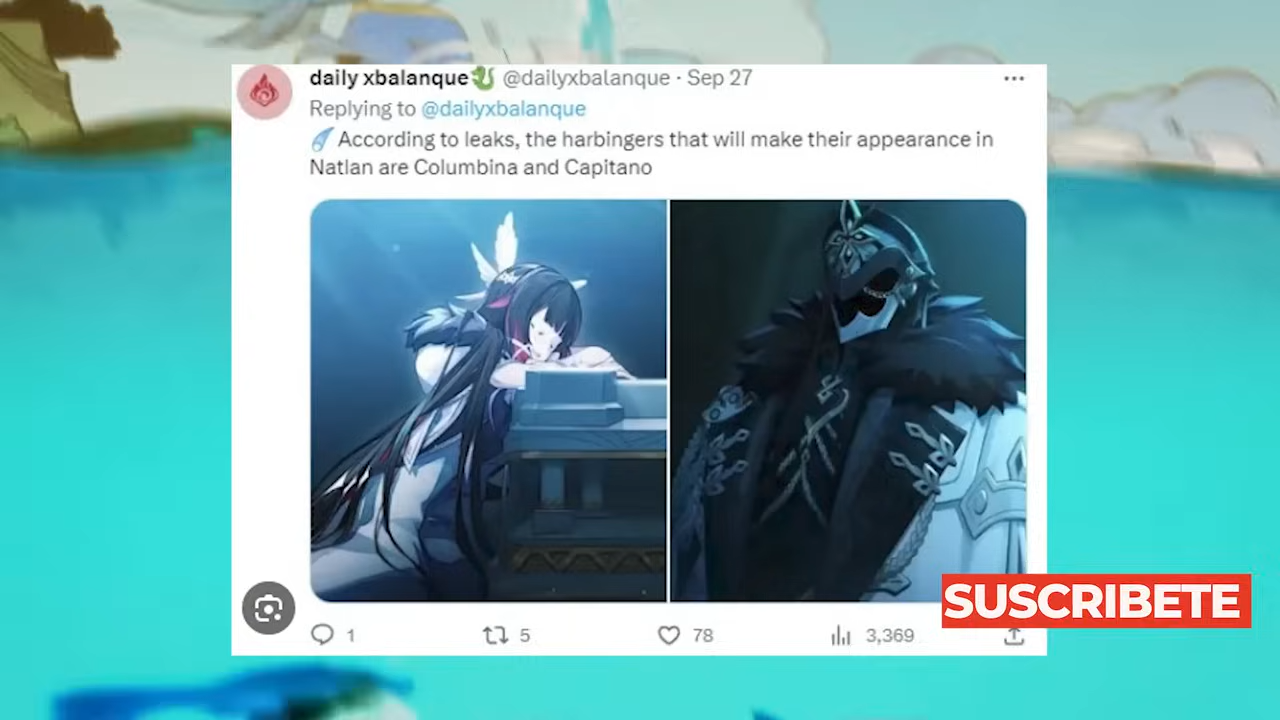 daily xbalanque🐉 @dailyxbalanque · Sep 27
Replying to @dailyxbalanque
According to leaks, the harbingers that will make their appearance in
Natlan are Columbina and Capitano
SUSCRIBETE
1 5 78 3,369